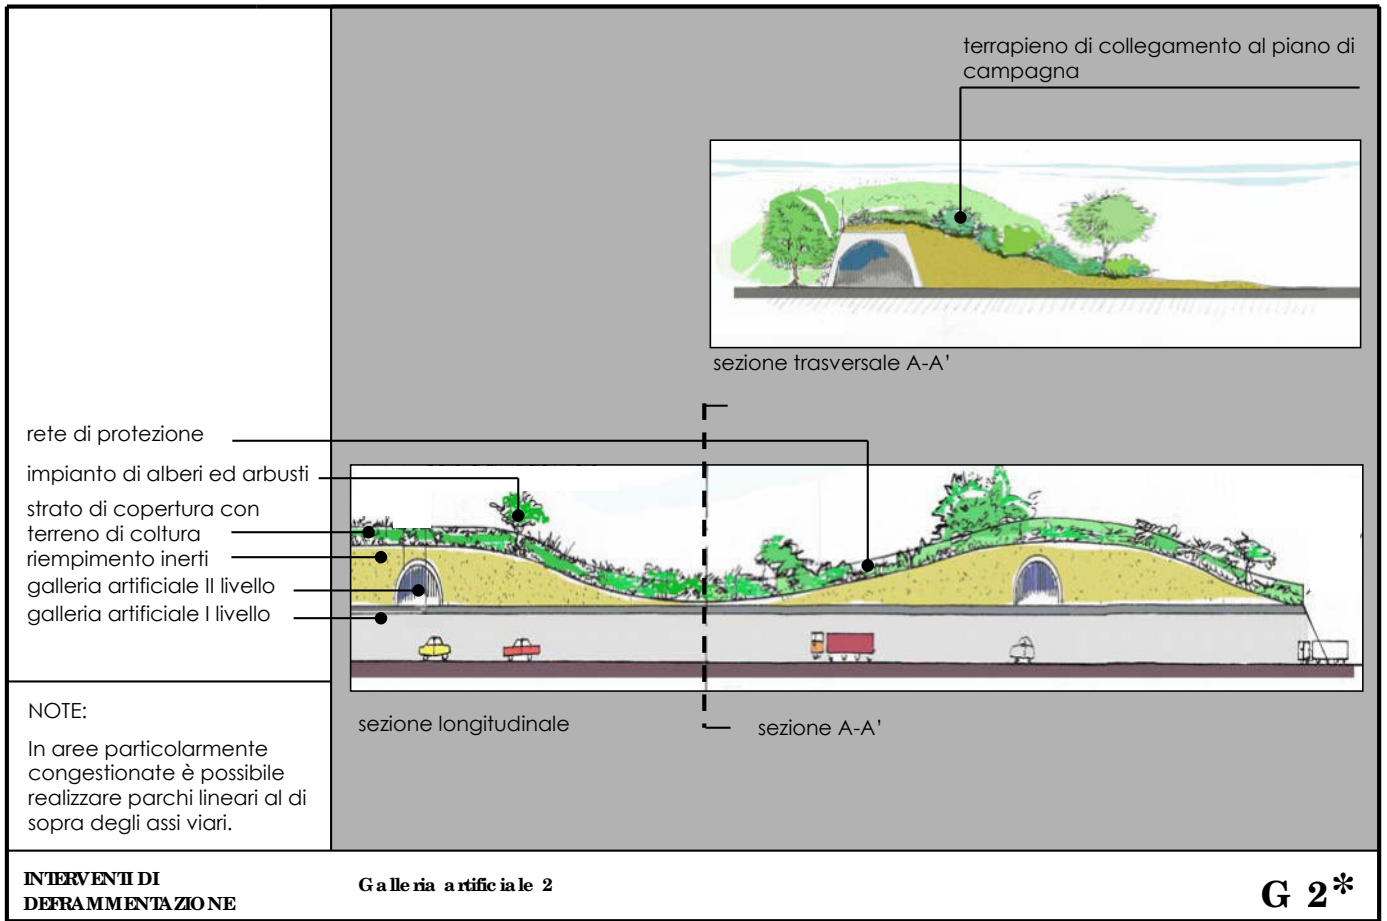 terrapieno di collegamento al piano di
campagna
sezione trasversale A-A’
rete di protezione
impianto di alberi ed arbusti
strato di copertura con
terreno di coltura
riempimento inerti
galleria artificiale II livello
galleria artificiale I livello
sezione longitudinale
sezione A-A’
NOTE:
In aree particolarmente
congestionate è possibile
realizzare parchi lineari al di
sopra degli assi viari.
INTERVENTI DI
DEFRAMMENTAZIONE
Galleria artificiale 2
G 2*